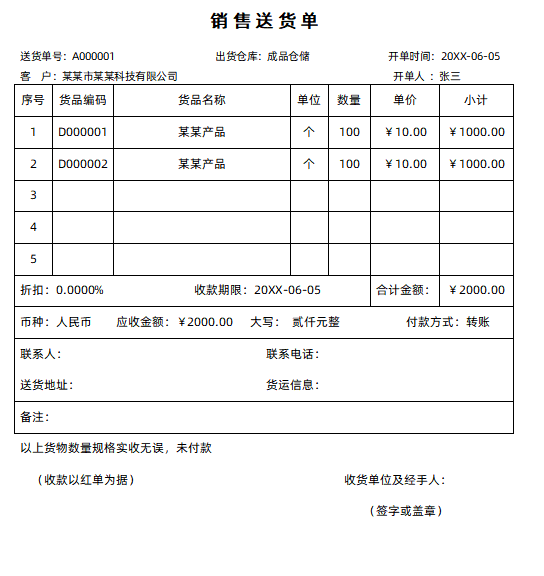 销售送货单
送货单号：A000001 出货仓库：成品仓储 开单时间：20XX-06-05
客 户：某某市某某科技有限公司 开单人 ：张三
序号 货品编码 货品名称 单位 数量 单价 小计
1 D000001 某某产品 个 100 ￥10.00 ￥1000.00
2 D000002 某某产品 个 100 ￥10.00 ￥1000.00
3
4
5
折扣：0.0000% 收款期限：20XX-06-05 合计金额： ￥2000.00
币种：人民币 应收金额：￥2000.00 大写： 贰仟元整 付款方式：转账
联系人： 联系电话：
送货地址： 货运信息：
备注：
以上货物数量规格实收无误，未付款
（收款以红单为据） 收货单位及经手人：
（签字或盖章）